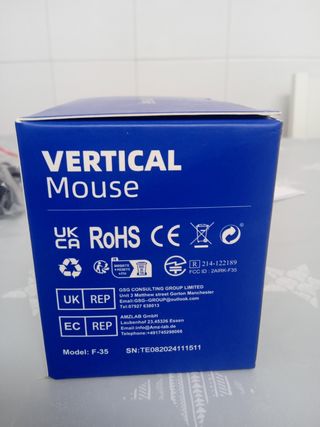 VERTICAL
Mouse
UK
CA
RoHS
CE
R 214-122189
FCC ID : 2AIRK-F35
UK REP
GSG CONSULTING GROUP LIMITED
Unit 3 Matthew street Gorton Manchester
Email:GSG-GROUP@outlook.com
Tel:07927 638013
EC REP
AMZLAB GmbH
Laubenhof 23,45326 Essen
Email:info@Amz-lab.de
Telephone:+491745298066
Model: F-35
SN:TE082024111511